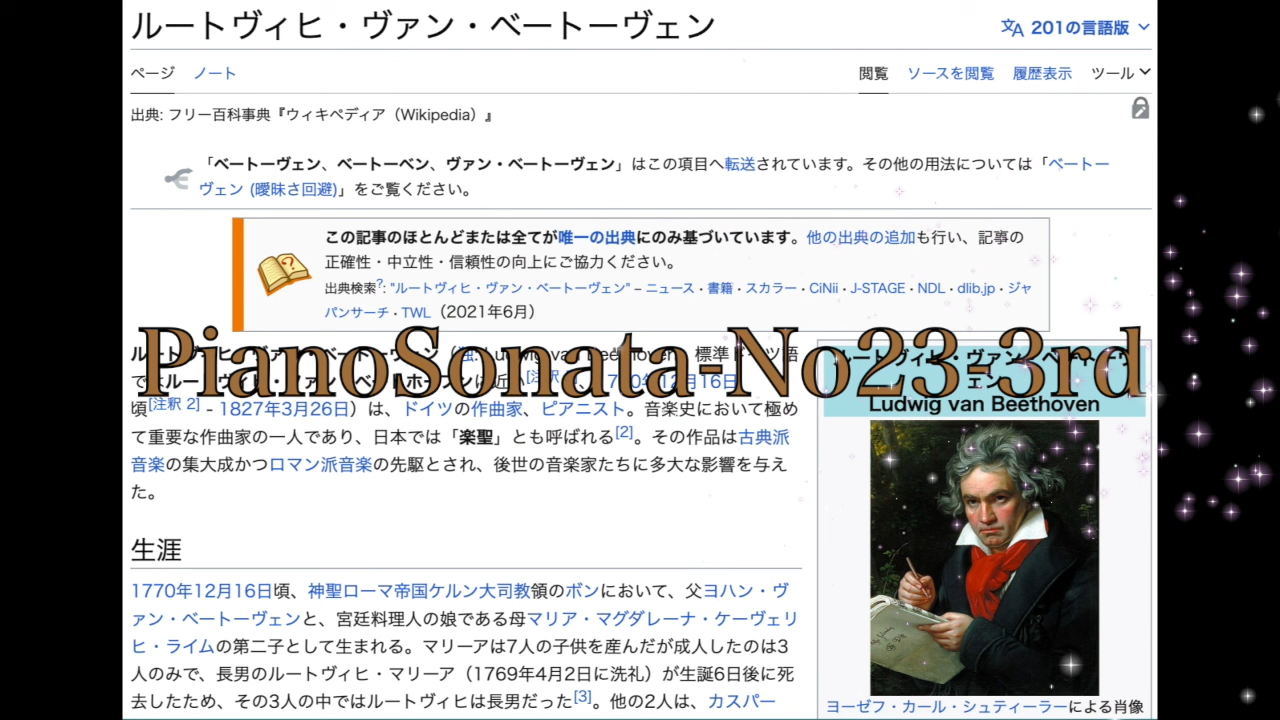 ルートヴィヒ・ヴァン・ベートーヴェン
201の言語版
ページ ノート
閲覧 ソースを閲覧 履歴表示 ツール
出典: フリー百科事典『ウィキペディア（Wikipedia）』
「ベートーヴェン、ベートーベン、ヴァン・ベートーヴェン」はこの項目へ転送されています。その他の用法については「ベートー
ヴェン (曖昧さ回避)」をご覧ください。
この記事のほとんどまたは全てが唯一の出典にのみ基づいています。他の出典の追加も行い、記事の
正確性・中立性・信頼性の向上にご協力ください。
出典検索?: "ルートヴィヒ・ヴァン・ベートーヴェン" – ニュース · 書籍 · スカラー · CiNii · J-STAGE · NDL · dlib.jp · ジャ
パンサーチ · TWL（2021年6月）
PianoSonata-No23-3rd
頃[注釈 2] - 1827年3月26日）は、ドイツの作曲家、ピアニスト。音楽史において極め
て重要な作曲家の一人であり、日本では「楽聖」とも呼ばれる[2]。その作品は古典派
音楽の集大成かつロマン派音楽の先駆とされ、後世の音楽家たちに多大な影響を与え
た。
Ludwig van Beethoven
生涯
1770年12月16日頃、神聖ローマ帝国ケルン大司教領のボンにおいて、父ヨハン・ヴ
ァン・ベートーヴェンと、宮廷料理人の娘である母マリア・マグダレーナ・ケーヴェリ
ヒ・ライムの第二子として生まれる。マリーアは7人の子供を産んだが成人したのは3
人のみで、長男のルートヴィヒ・マリーア（1769年4月2日に洗礼）が生誕6日後に死
去したため、その3人の中ではルートヴィヒは長男だった[3]。他の2人は、カスパー
ヨーゼフ・カール・シュティーラーによる肖像